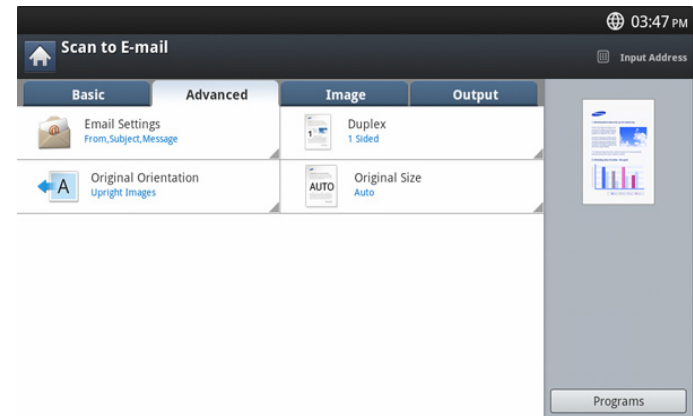 03:47 PM
Scan to E-mail
Input Address
Basic
Advanced
Image
Output
Email Settings
From,Subject,Message
Duplex
1 Sided
Original Orientation
Upright Images
Original Size
Auto
1
A
AUTO
Programs